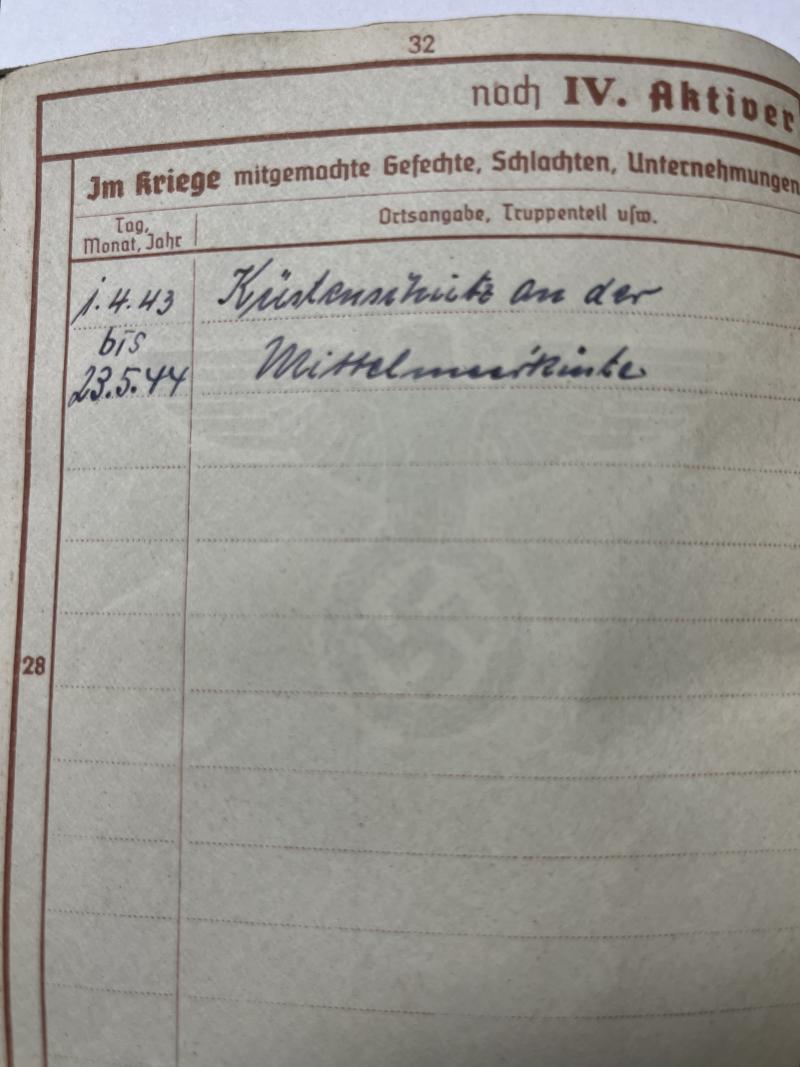 32
noch IV. Aktiver
Im Kriege mitgemachte Gefechte, Schlachten, Unternehmungen
Tag,
Monat, Jahr
Ortsangabe, Truppenteil usw.
1.4.43 Küstenschutz an der
bis
23.5.44 Mittelmeerküste
28